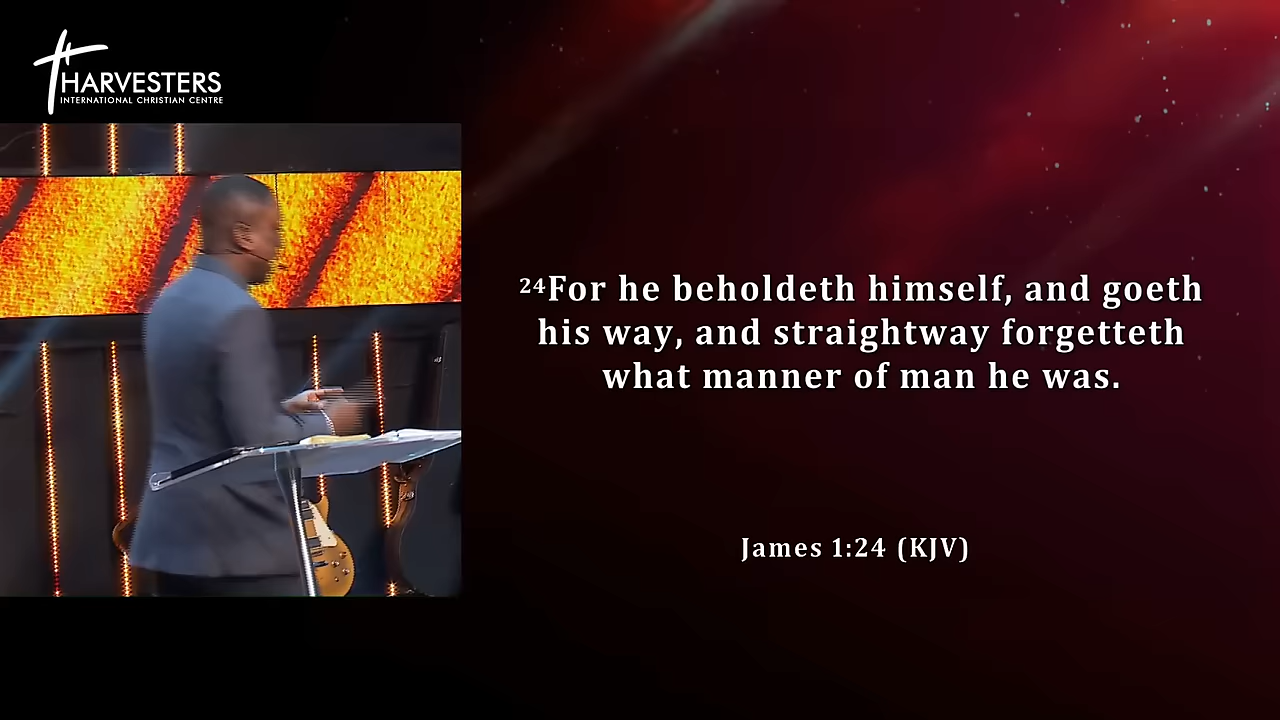 HARVESTERS
INTERNATIONAL CHRISTIAN CENTRE
²⁴For he beholdeth himself, and goeth
his way, and straightway forgetteth
what manner of man he was.
James 1:24 (KJV)